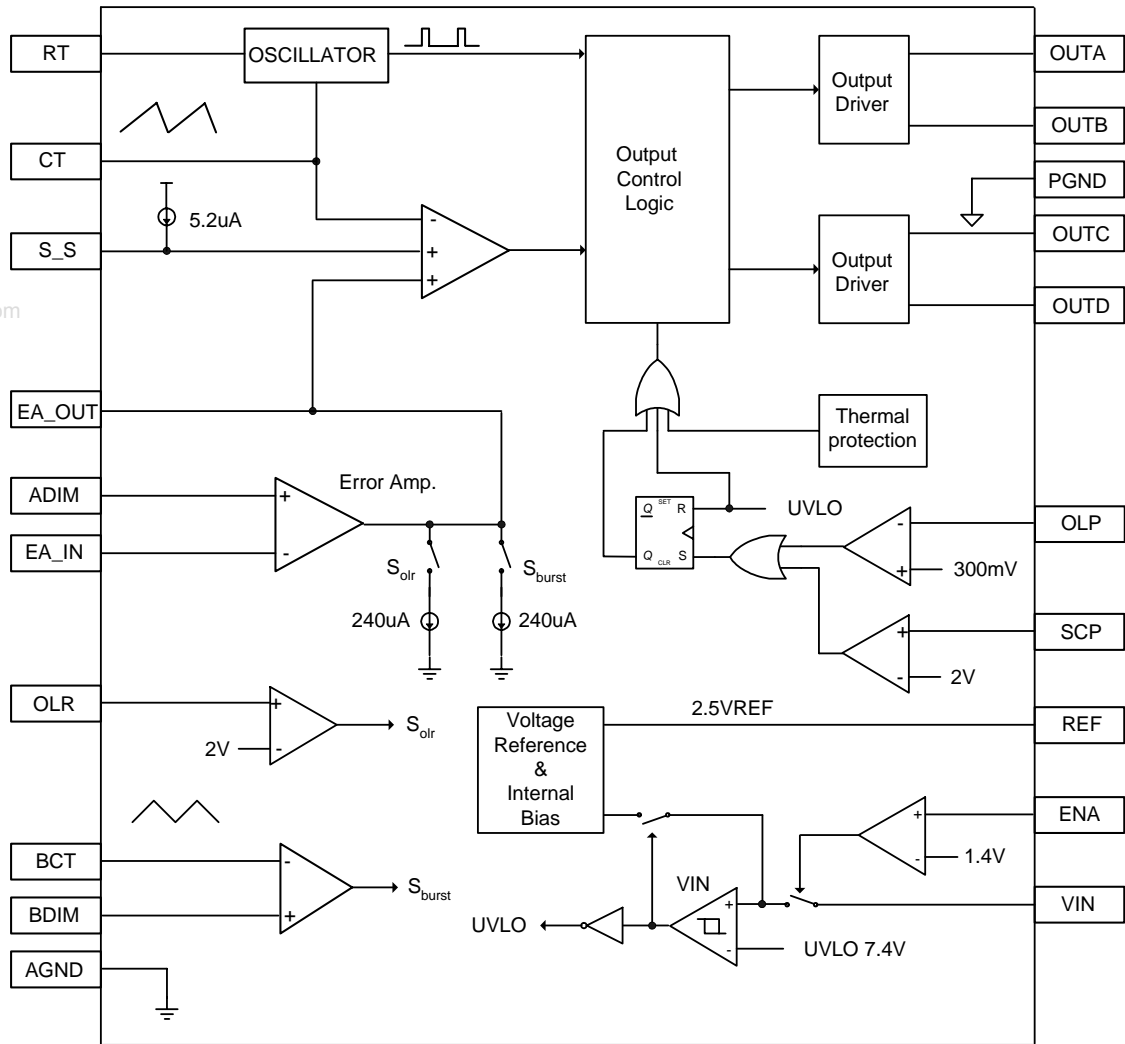 RT
OSCILLATOR
CT
5.2uA
S_S
-
+
+
Output
Control
Logic
Output
Driver
OUTA
OUTB
PGND
Output
Driver
OUTC
OUTD
om
EA_OUT
ADIM
EA_IN
+
-
Error Amp.
Solr
Sburst
240uA
240uA
Thermal
protection
Q SET R
Q CLR S
UVLO
-
+
300mV
OLP
+
-
2V
SCP
OLR
+
-
2V
Solr
Voltage
Reference
&
Internal
Bias
2.5VREF
REF
ENA
+
-
1.4V
BCT
BDIM
-
+
Sburst
VIN
+
-
UVLO
UVLO 7.4V
VIN
AGND